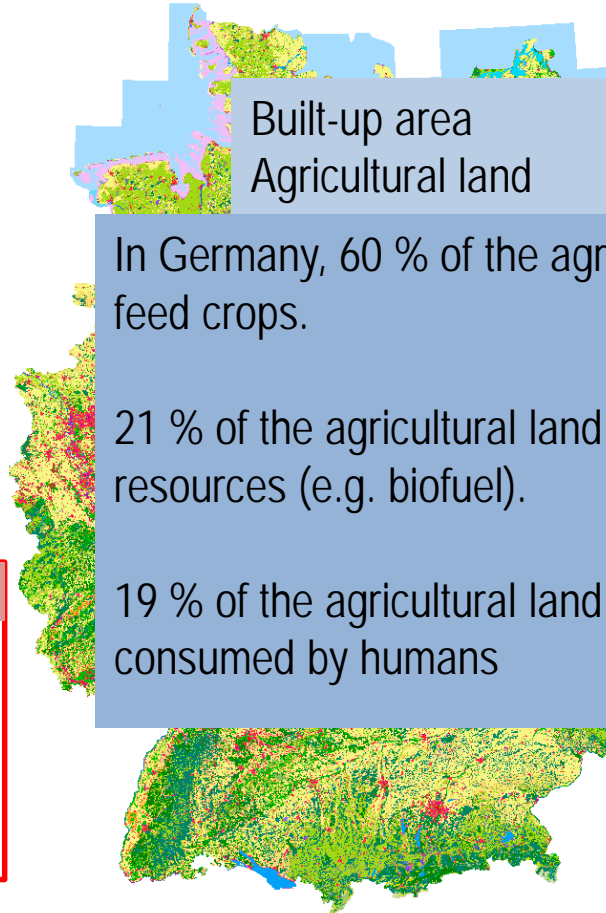 Built-up area
Agricultural land
In Germany, 60 % of the agr
feed crops.
21 % of the agricultural land
resources (e.g. biofuel).
19 % of the agricultural land
consumed by humans